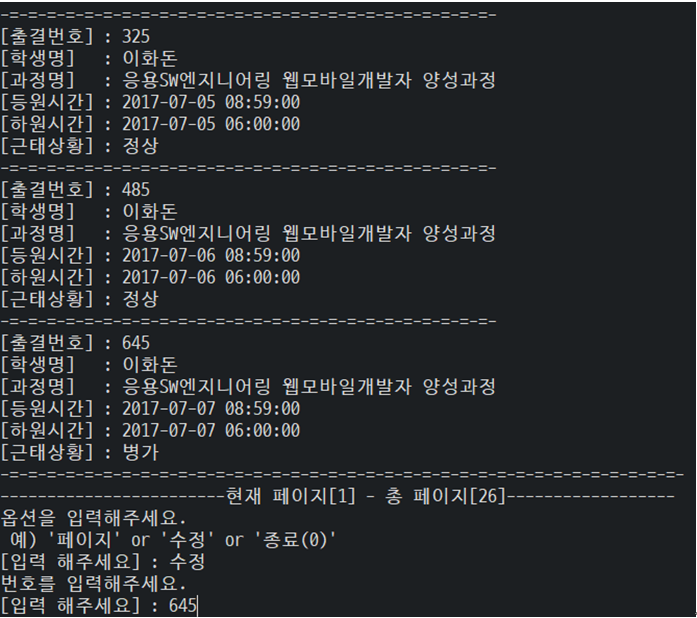 -=-=-=-=-=-=-=-=-=-=-=-=-=-=-=-=-=-=-=-=-=-=-=-=-=-=-
[출결번호] : 325
[학생명]   : 이화돈
[과정명]   : 응용SW엔지니어링 웹모바일개발자 양성과정
[등원시간] : 2017-07-05 08:59:00
[하원시간] : 2017-07-05 06:00:00
[근태상황] : 정상
-=-=-=-=-=-=-=-=-=-=-=-=-=-=-=-=-=-=-=-=-=-=-=-=-=-=-
[출결번호] : 485
[학생명]   : 이화돈
[과정명]   : 응용SW엔지니어링 웹모바일개발자 양성과정
[등원시간] : 2017-07-06 08:59:00
[하원시간] : 2017-07-06 06:00:00
[근태상황] : 정상
-=-=-=-=-=-=-=-=-=-=-=-=-=-=-=-=-=-=-=-=-=-=-=-=-=-=-
[출결번호] : 645
[학생명]   : 이화돈
[과정명]   : 응용SW엔지니어링 웹모바일개발자 양성과정
[등원시간] : 2017-07-07 08:59:00
[하원시간] : 2017-07-07 06:00:00
[근태상황] : 병가
-=-=-=-=-=-=-=-=-=-=-=-=-=-=-=-=-=-=-=-=-=-=-=-=-=-=-=-=-=-=-=-=-=-=-=-=-
------------------------현재 페이지[1] - 총 페이지[26]------------------
옵션을 입력해주세요.
 예) '페이지' or '수정' or '종료(0)'
[입력 해주세요] : 수정
번호를 입력해주세요.
[입력 해주세요] : 645